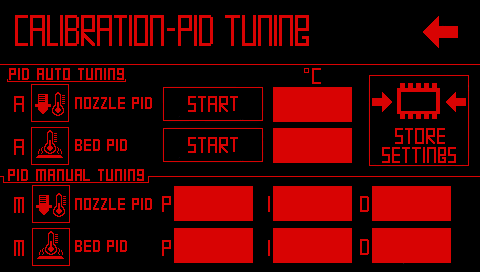 CALIBRATION-PID TUNING
PID AUTO TUNING
°C
A NOZZLE PID START
A BED PID START
STORE
SETTINGS
PID MANUAL TUNING
M NOZZLE PID P I D
M BED PID P I D